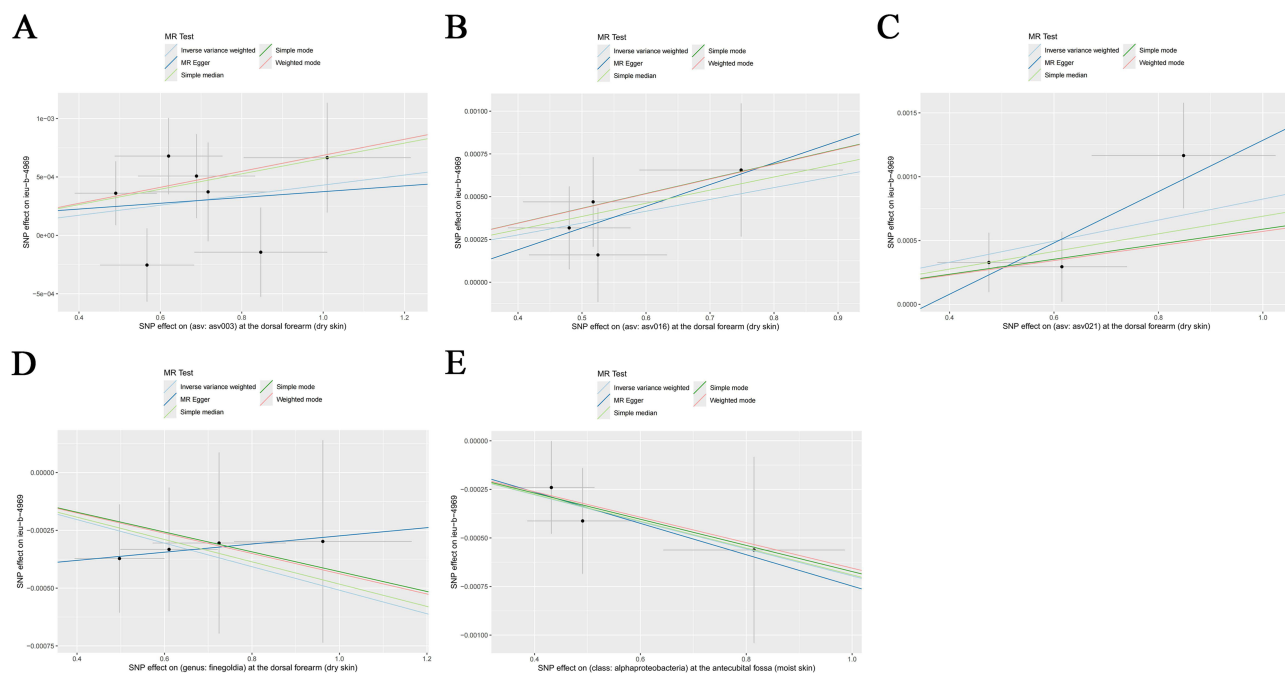 A
MR Test
Inverse variance weighted
Simple mode
MR Egger
Weighted mode
Simple median
SNP effect on ieu-b-4969
1e-03
5e-04
0e+00
-5e-04
0.4 0.6 0.8 1.0 1.2
SNP effect on (asv: asv003) at the dorsal forearm (dry skin)
B
MR Test
Inverse variance weighted
Simple mode
MR Egger
Weighted mode
Simple median
SNP effect on ieu-b-4969
0.00100
0.00075
0.00050
0.00025
0.00000
0.4 0.5 0.6 0.7 0.8 0.9
SNP effect on (asv: asv016) at the dorsal forearm (dry skin)
C
MR Test
Inverse variance weighted
Simple mode
MR Egger
Weighted mode
Simple median
SNP effect on ieu-b-4969
0.0015
0.0010
0.0005
0.0000
0.4 0.6 0.8 1.0
SNP effect on (asv: asv021) at the dorsal forearm (dry skin)
D
MR Test
Inverse variance weighted
Simple mode
MR Egger
Weighted mode
Simple median
SNP effect on ieu-b-4969
0.00000
-0.00025
-0.00050
-0.00075
0.4 0.6 0.8 1.0 1.2
SNP effect on (genus: finegoldia) at the dorsal forearm (dry skin)
E
MR Test
Inverse variance weighted
Simple mode
MR Egger
Weighted mode
Simple median
SNP effect on ieu-b-4969
0.00000
-0.00025
-0.00050
-0.00075
-0.00100
0.4 0.6 0.8 1.0
SNP effect on (class: alphaproteobacteria) at the antecubital fossa (moist skin)